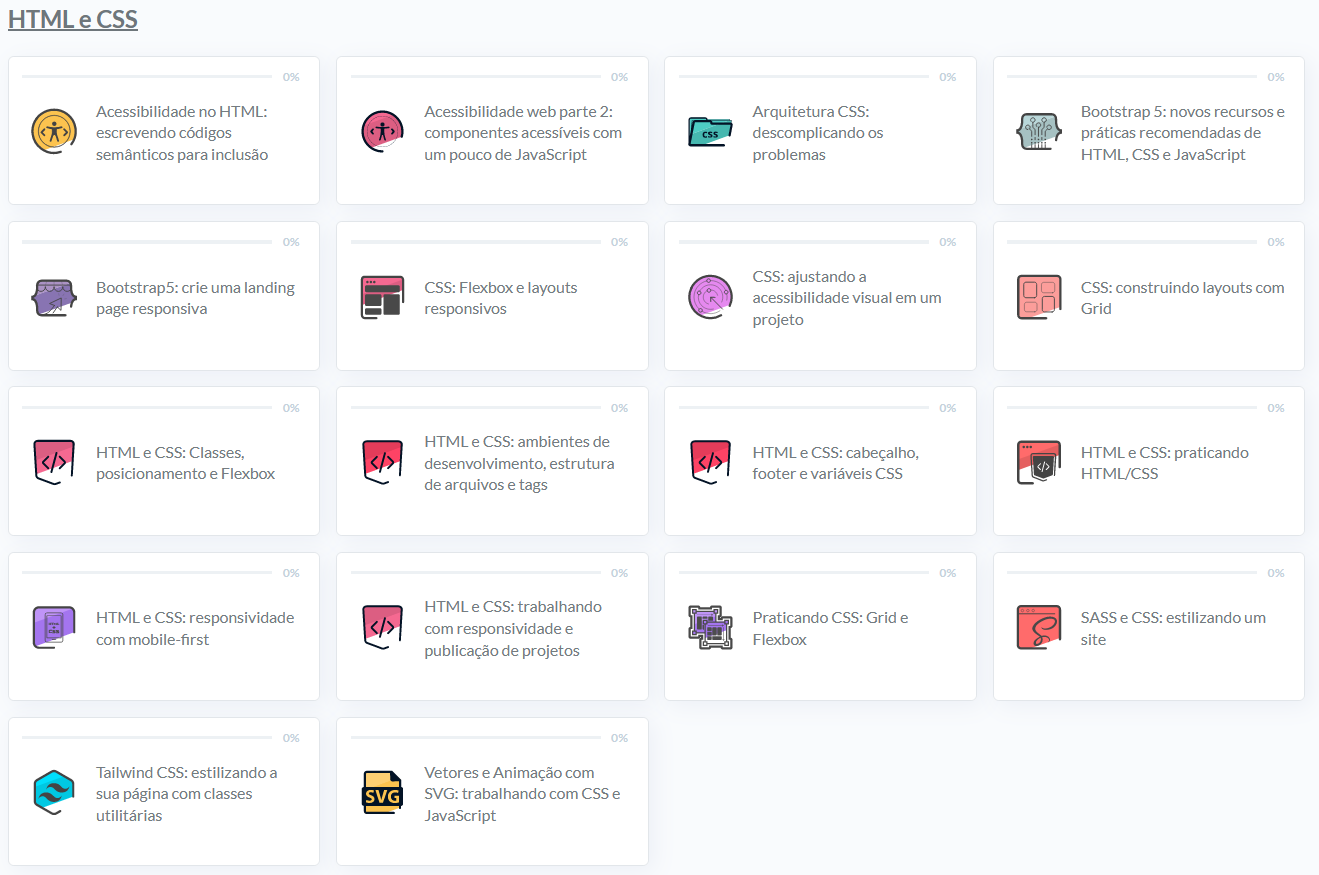 HTML e CSS
0%
Acessibilidade no HTML:
escrevendo códigos
semânticos para inclusão
0%
Acessibilidade web parte 2:
componentes acessíveis com
um pouco de JavaScript
0%
CSS
Arquitetura CSS:
descomplicando os
problemas
0%
Bootstrap 5: novos recursos e
práticas recomendadas de
HTML, CSS e JavaScript
0%
Bootstrap5: crie uma landing
page responsiva
0%
CSS: Flexbox e layouts
responsivos
0%
CSS: ajustando a
acessibilidade visual em um
projeto
0%
CSS: construindo layouts com
Grid
0%
</>
HTML e CSS: Classes,
posicionamento e Flexbox
0%
</>
HTML e CSS: ambientes de
desenvolvimento, estrutura
de arquivos e tags
0%
</>
HTML e CSS: cabeçalho,
footer e variáveis CSS
0%
</>
HTML e CSS: praticando
HTML/CSS
0%
HTML
+
CSS
HTML e CSS: responsividade
com mobile-first
0%
</>
HTML e CSS: trabalhando
com responsividade e
publicação de projetos
0%
Praticando CSS: Grid e
Flexbox
0%
SASS e CSS: estilizando um
site
0%
Tailwind CSS: estilizando a
sua página com classes
utilitárias
0%
SVG
Vetores e Animação com
SVG: trabalhando com CSS e
JavaScript